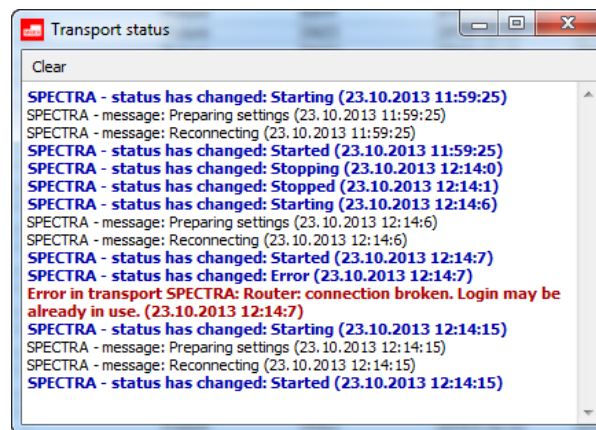 Transport status
Clear
SPECTRA - status has changed: Starting (23.10.2013 11:59:25)
SPECTRA - message: Preparing settings (23.10.2013 11:59:25)
SPECTRA - message: Reconnecting (23.10.2013 11:59:25)
SPECTRA - status has changed: Started (23.10.2013 11:59:25)
SPECTRA - status has changed: Stopping (23.10.2013 12:14:0)
SPECTRA - status has changed: Stopped (23.10.2013 12:14:1)
SPECTRA - status has changed: Starting (23.10.2013 12:14:6)
SPECTRA - message: Preparing settings (23.10.2013 12:14:6)
SPECTRA - message: Reconnecting (23.10.2013 12:14:6)
SPECTRA - status has changed: Started (23.10.2013 12:14:7)
SPECTRA - status has changed: Error (23.10.2013 12:14:7)
Error in transport SPECTRA: Router: connection broken. Login may be
already in use. (23.10.2013 12:14:7)
SPECTRA - status has changed: Starting (23.10.2013 12:14:15)
SPECTRA - message: Preparing settings (23.10.2013 12:14:15)
SPECTRA - message: Reconnecting (23.10.2013 12:14:15)
SPECTRA - status has changed: Started (23.10.2013 12:14:15)